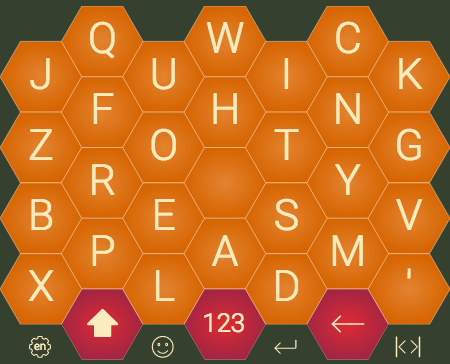 Q W C
J U I K
F H N
Z O T G
R Y
B E S V
P A M
X L D '
123
en